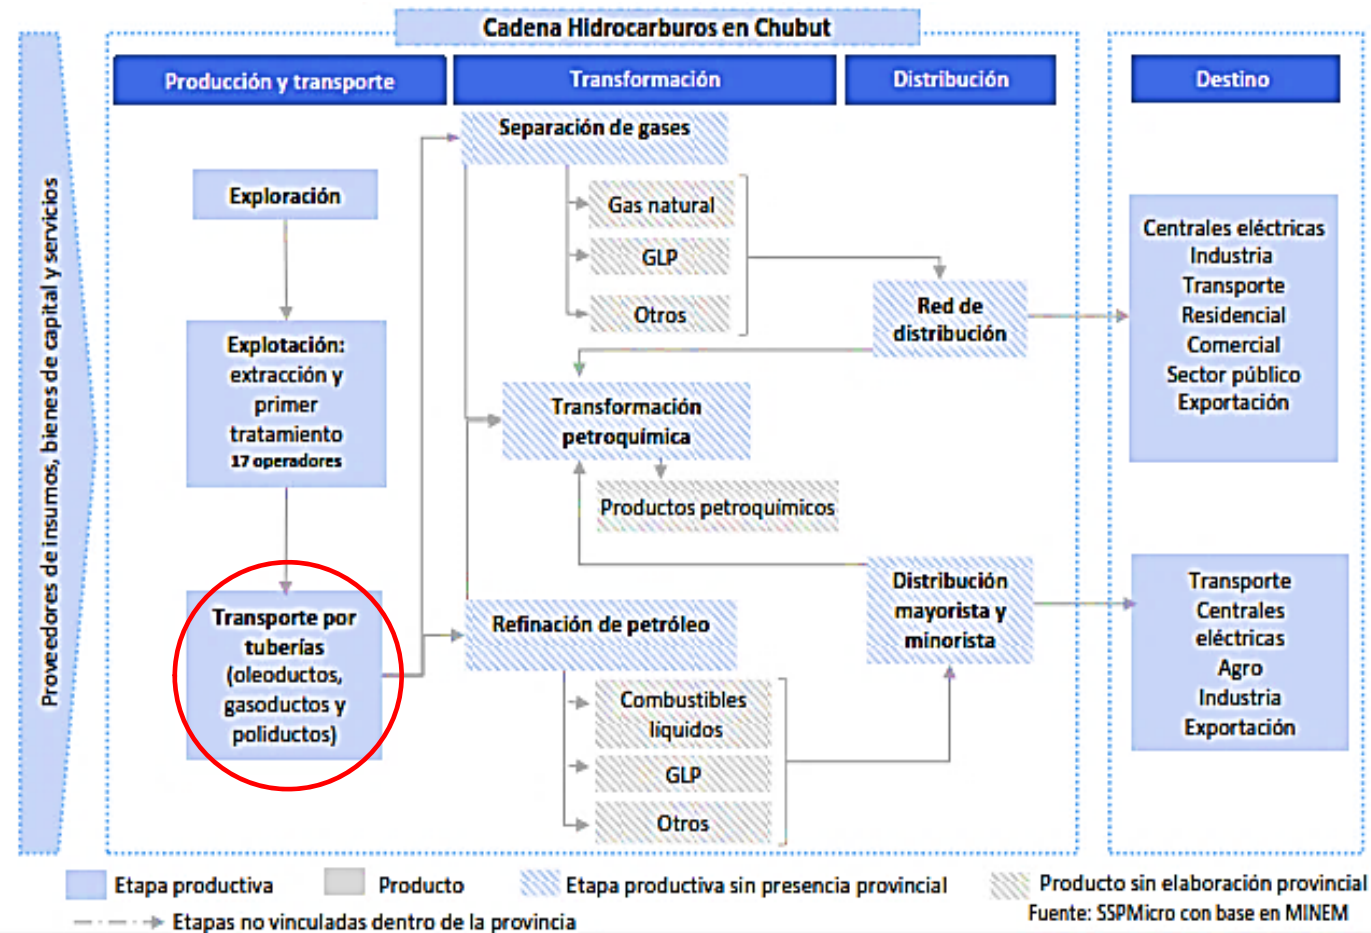 Cadena Hidrocarburos en Chubut
Proveedores de insumos, bienes de capital y servicios
Producción y transporte
Transformación
Distribución
Destino
Exploración
Explotación:
extracción y
primer
tratamiento
17 operadores
Transporte por
tuberías
(oleoductos,
gasoductos y
poliductos)
Separación de gases
Gas natural
GLP
Otros
Transformación
petroquímica
Productos petroquímicos
Refinación de petróleo
Combustibles
líquidos
GLP
Otros
Red de
distribución
Distribución
mayorista y
minorista
Centrales eléctricas
Industria
Transporte
Residencial
Comercial
Sector público
Exportación
Transporte
Centrales
eléctricas
Agro
Industria
Exportación
Etapa productiva
Producto
Etapa productiva sin presencia provincial
Producto sin elaboración provincial
Etapas no vinculadas dentro de la provincia
Fuente: SSPMicro con base en MINEM